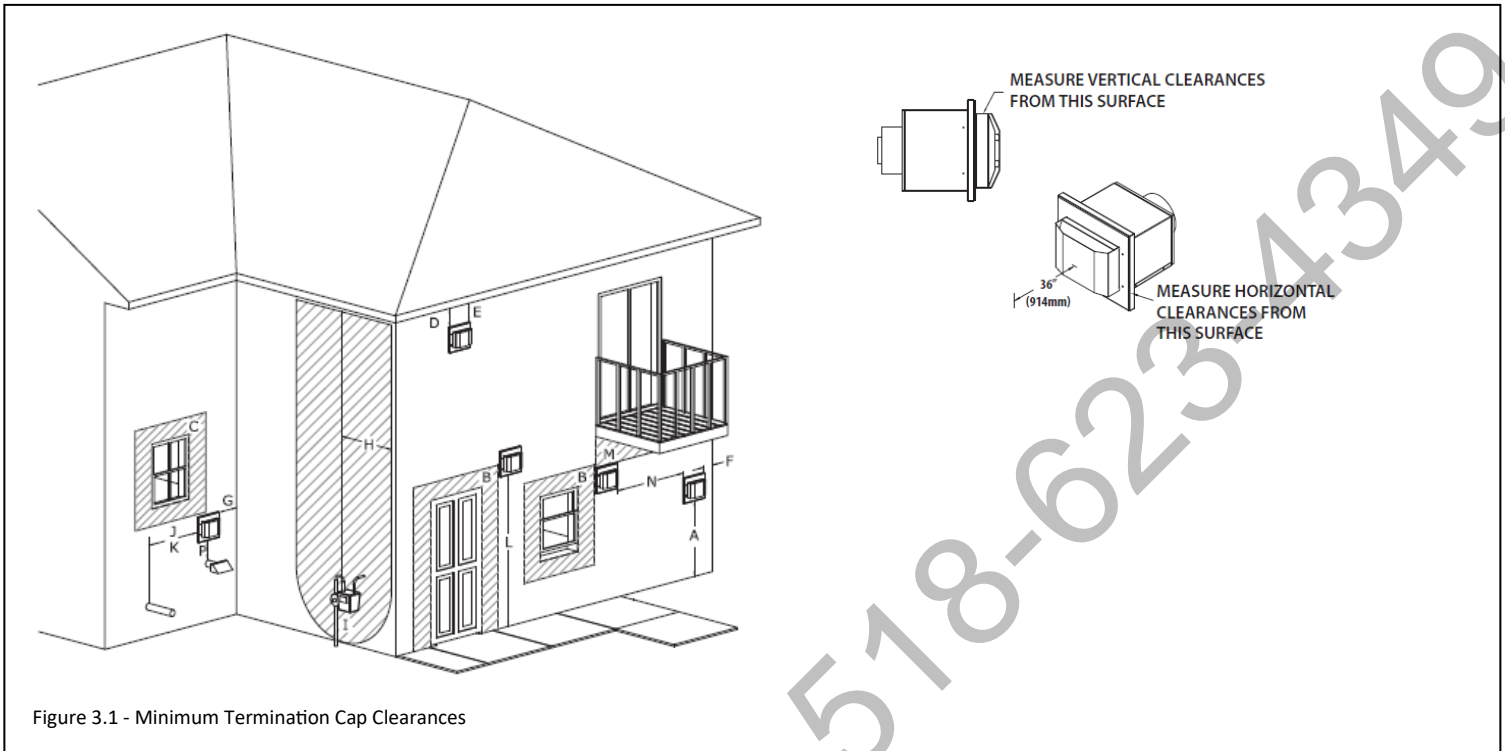 MEASURE VERTICAL CLEARANCES
FROM THIS SURFACE
36"
(914mm)
MEASURE HORIZONTAL
CLEARANCES FROM
THIS SURFACE
D
E
C
H
G
J
K
P
I
B
L
B
M
N
F
A
518-623-4349
Figure 3.1 - Minimum Termination Cap Clearances